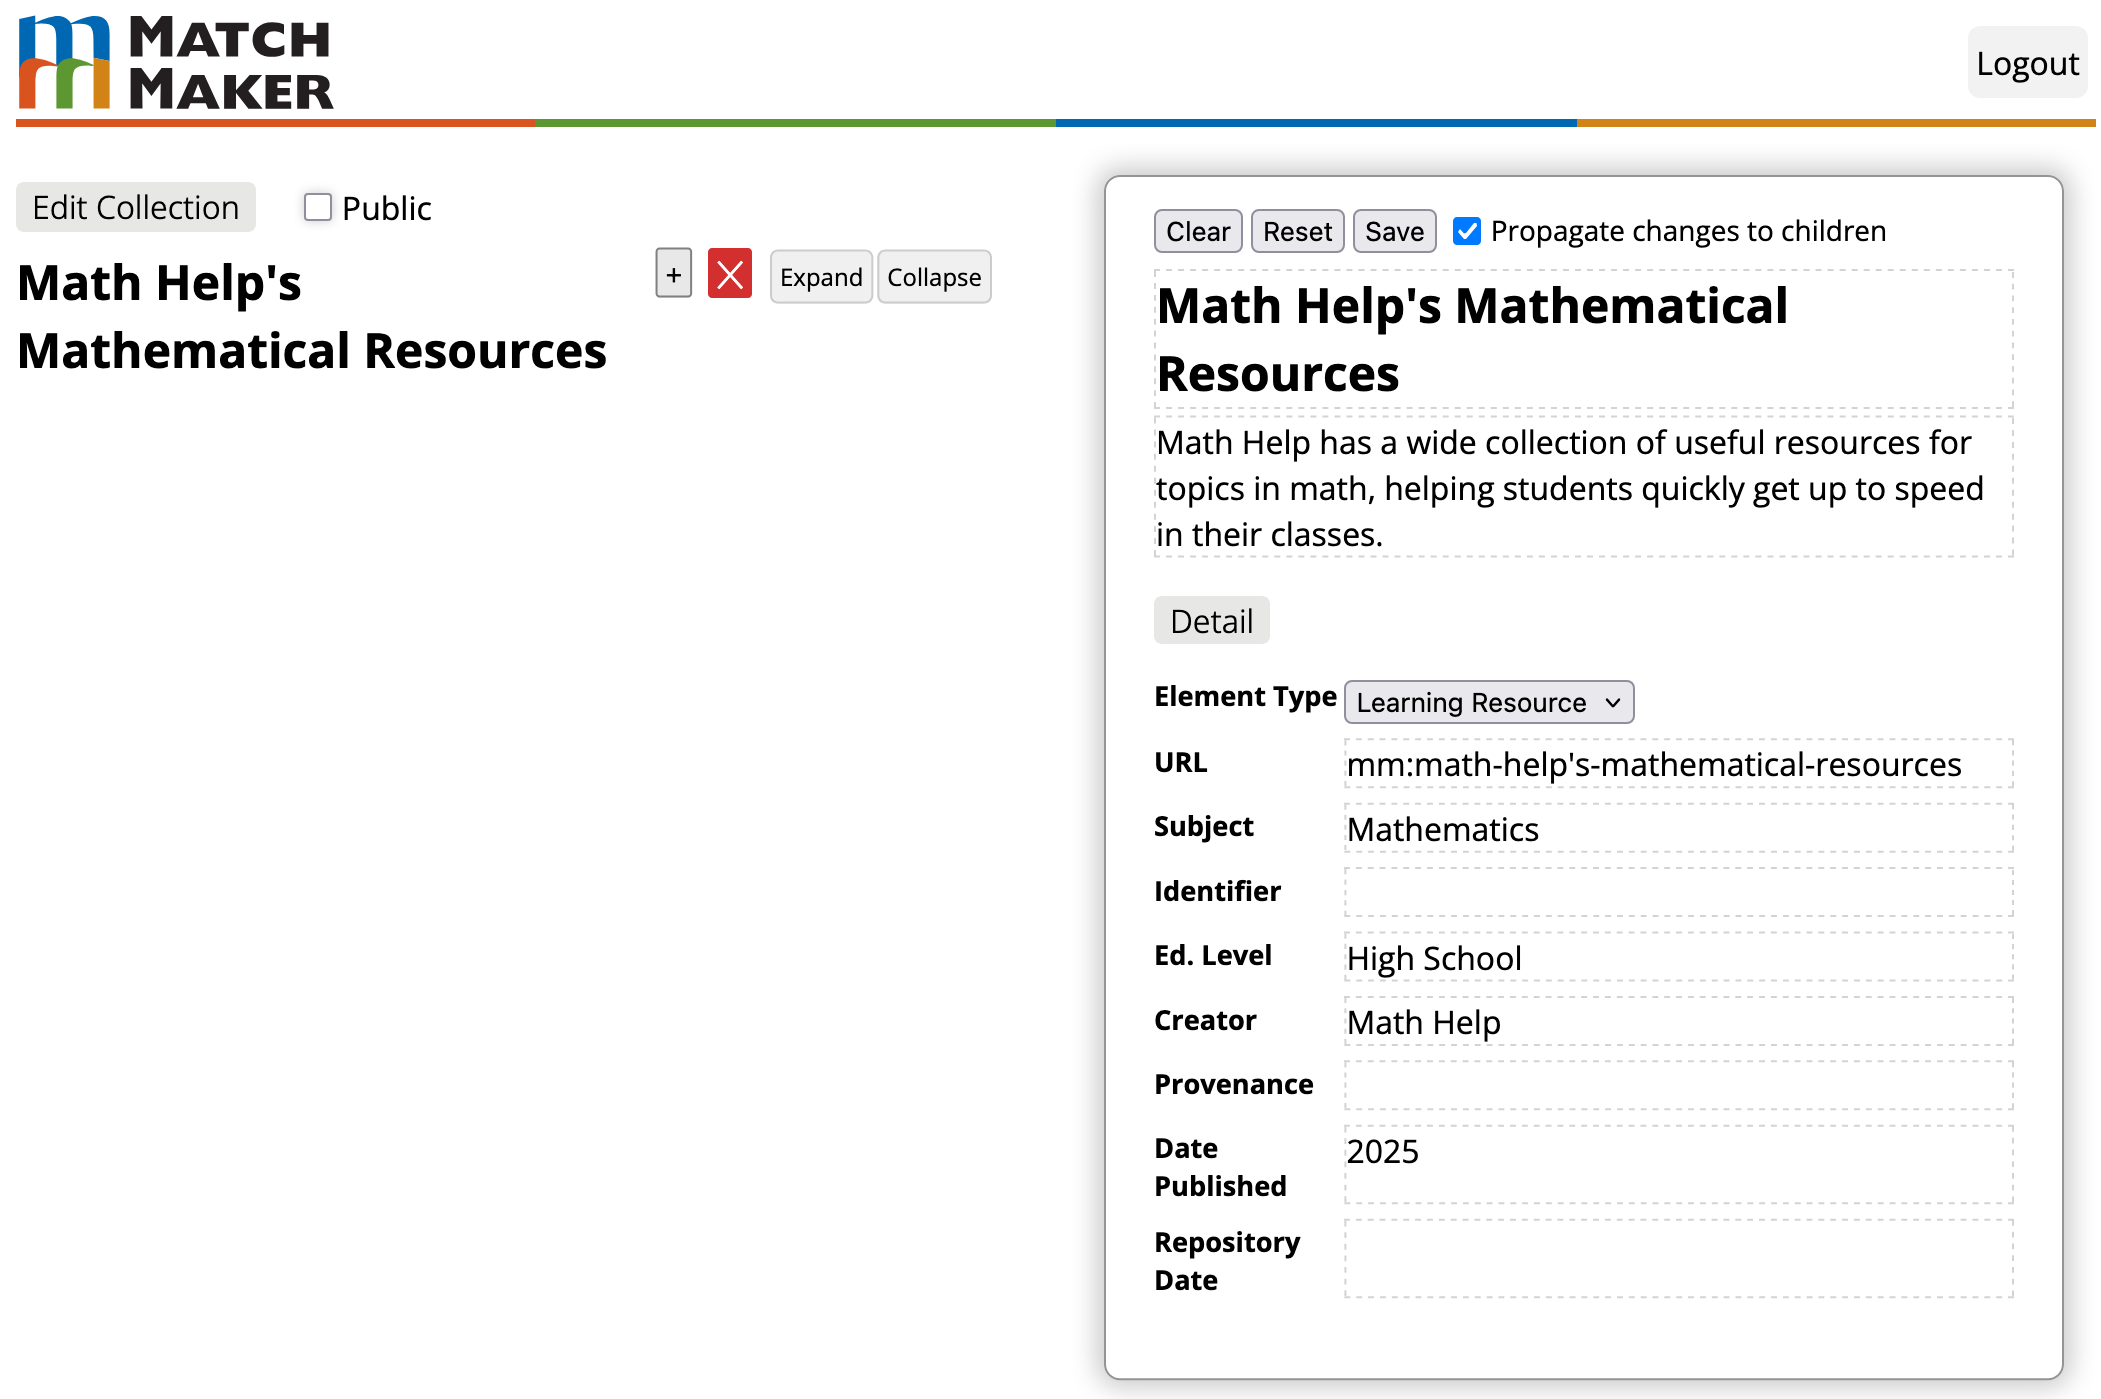 MATCH
MAKER
Logout
Edit Collection
Public
Math Help's
Mathematical Resources
+
Expand
Collapse
Clear
Reset
Save
Propagate changes to children
Math Help's Mathematical
Resources
Math Help has a wide collection of useful resources for
topics in math, helping students quickly get up to speed
in their classes.
Detail
Element Type
Learning Resource
URL
mm:math-help's-mathematical-resources
Subject
Mathematics
Identifier
Ed. Level
High School
Creator
Math Help
Provenance
Date
Published
2025
Repository
Date